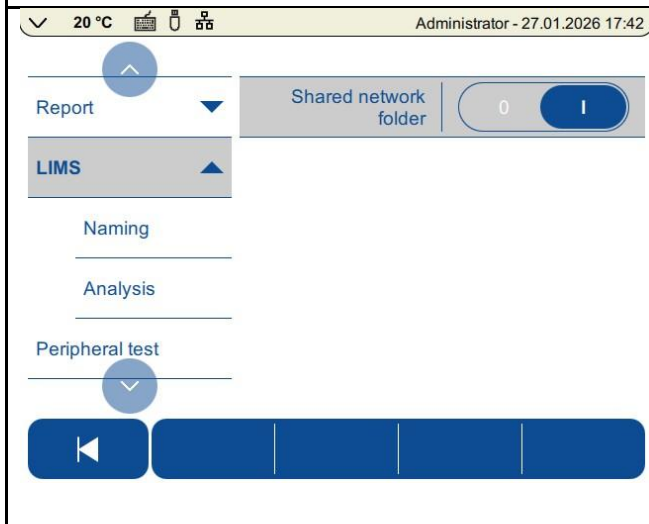 20 °C
Administrator - 27.01.2026 17:42
Report
Shared network
folder
0
I
LIMS
Naming
Analysis
Peripheral test